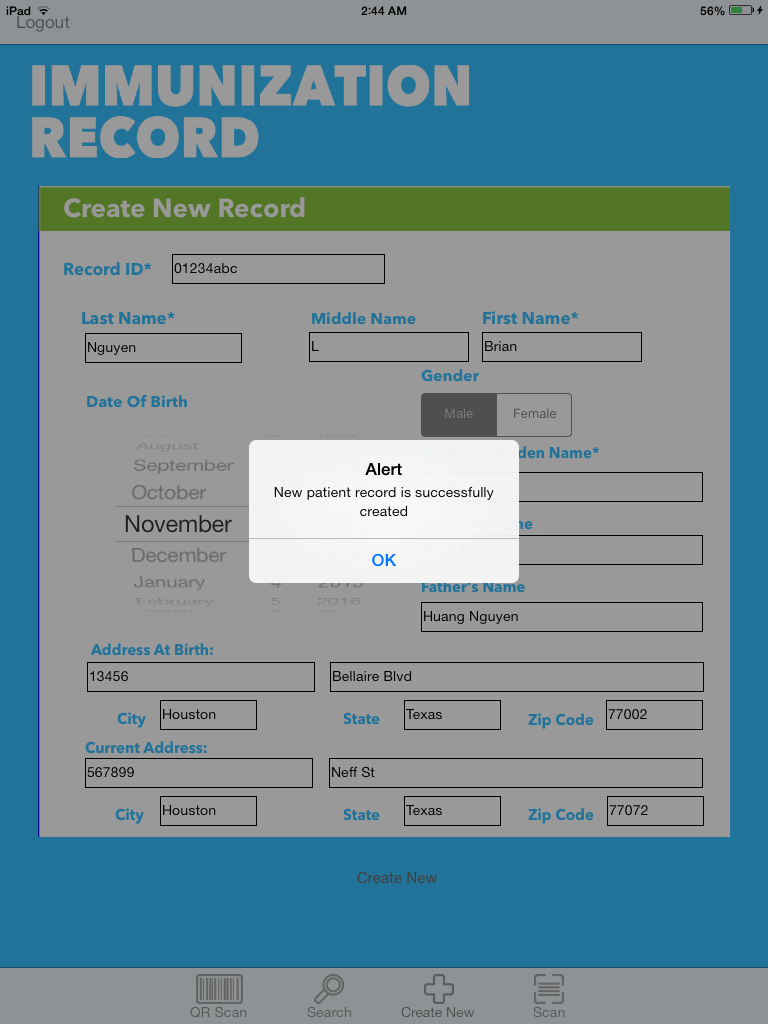 iPad 2:44 AM 56%
Logout
IMMUNIZATION
RECORD
Create New Record
Record ID* 01234abc
Last Name* Middle Name First Name*
Nguyen L Brian
Gender
Date Of Birth
Male Female
August
September
October
November 2
December
January 4 2015
February 5 2016
Maiden Name*
Alert
New patient record is successfully
created
OK
Father's Name
Huang Nguyen
Address At Birth:
13456 Bellaire Blvd
City Houston State Texas Zip Code 77002
Current Address:
567899 Neff St
City Houston State Texas Zip Code 77072
Create New
QR Scan Search Create New Scan